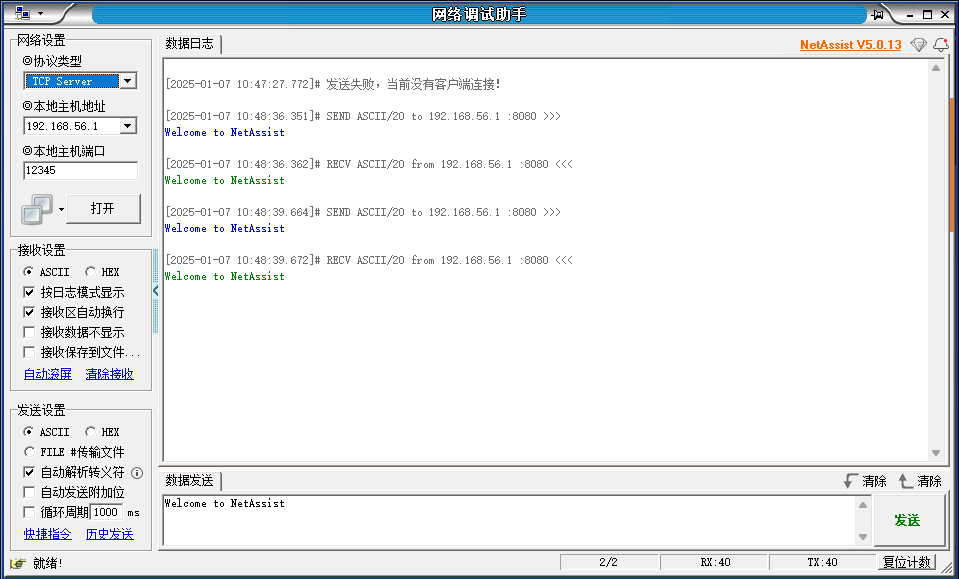 网络调试助手
网络设置
协议类型
TCP Server
本地主机地址
192.168.56.1
本地主机端口
12345
打开
接收设置
ASCII HEX
按日志模式显示
接收区自动换行
接收数据不显示
接收保存到文件...
自动滚屏 清除接收
发送设置
ASCII HEX
FILE #传输文件
自动解析转义符
自动发送附加位
循环周期 1000 ms
快捷指令 历史发送
数据日志
NetAssist V5.0.13
[2025-01-07 10:47:27.772]# 发送失败，当前没有客户端连接!
[2025-01-07 10:48:36.351]# SEND ASCII/20 to 192.168.56.1 :8080 >>>
Welcome to NetAssist
[2025-01-07 10:48:36.362]# RECV ASCII/20 from 192.168.56.1 :8080 <<<
Welcome to NetAssist
[2025-01-07 10:48:39.664]# SEND ASCII/20 to 192.168.56.1 :8080 >>>
Welcome to NetAssist
[2025-01-07 10:48:39.672]# RECV ASCII/20 from 192.168.56.1 :8080 <<<
Welcome to NetAssist
数据发送
清除 清除
Welcome to NetAssist
发送
就绪! 2/2 RX:40 TX:40 复位计数